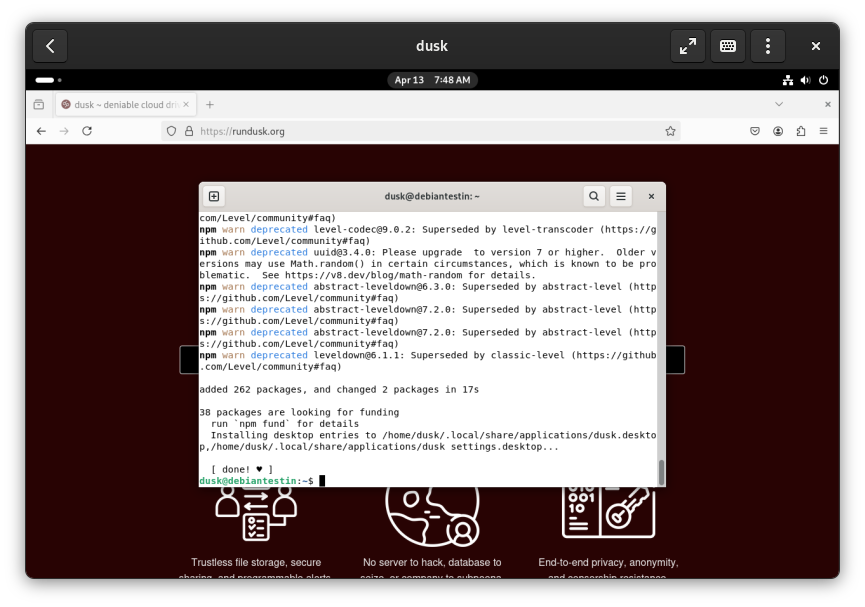 dusk
Apr 13 7:48 AM
dusk ~ deniable cloud dri
https://rundusk.org
dusk@debiantestin: ~
com/Level/community#faq)
npm warn deprecated level-codec@9.0.2: Superseded by level-transcoder (https://g
ithub.com/Level/community#faq)
npm warn deprecated uuid@3.4.0: Please upgrade  to version 7 or higher.  Older v
ersions may use Math.random() in certain circumstances, which is known to be pro
blematic.  See https://v8.dev/blog/math-random for details.
npm warn deprecated abstract-leveldown@6.3.0: Superseded by abstract-level (http
s://github.com/Level/community#faq)
npm warn deprecated abstract-leveldown@7.2.0: Superseded by abstract-level (http
s://github.com/Level/community#faq)
npm warn deprecated abstract-leveldown@7.2.0: Superseded by abstract-level (http
s://github.com/Level/community#faq)
npm warn deprecated leveldown@6.1.1: Superseded by classic-level (https://github
.com/Level/community#faq)
added 262 packages, and changed 2 packages in 17s
38 packages are looking for funding
run `npm fund` for details
Installing desktop entries to /home/dusk/.local/share/applications/dusk.deskto
p,/home/dusk/.local/share/applications/dusk settings.desktop...
[ done! ♥ ]
dusk@debiantestin:~$
001
10
Trustless file storage, secure
sharing, and programmable alerts
No server to hack, database to
seize, or company to subpoena
End-to-end privacy, anonymity,
and censorship resistance